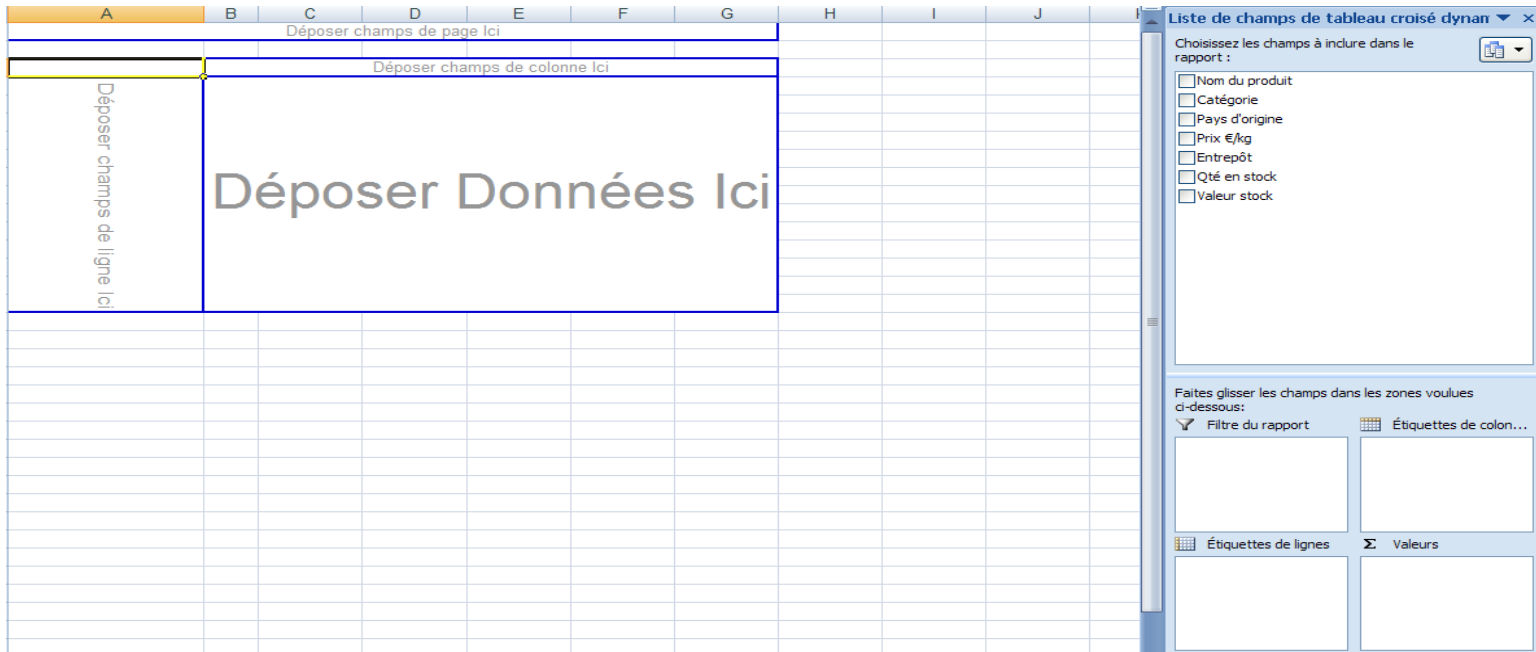 A B C D E F G H I J
Déposer champs de page Ici
Déposer champs de colonne Ici
Déposer champs de ligne Ici
Déposer Données Ici
Liste de champs de tableau croisé dynam
Choisissez les champs à inclure dans le
rapport :
Nom du produit
Catégorie
Pays d'origine
Prix €/kg
Entrepôt
Qté en stock
Valeur stock
Faites glisser les champs dans les zones voulues
ci-dessous:
Filtre du rapport
Étiquettes de colon...
Étiquettes de lignes
Σ Valeurs